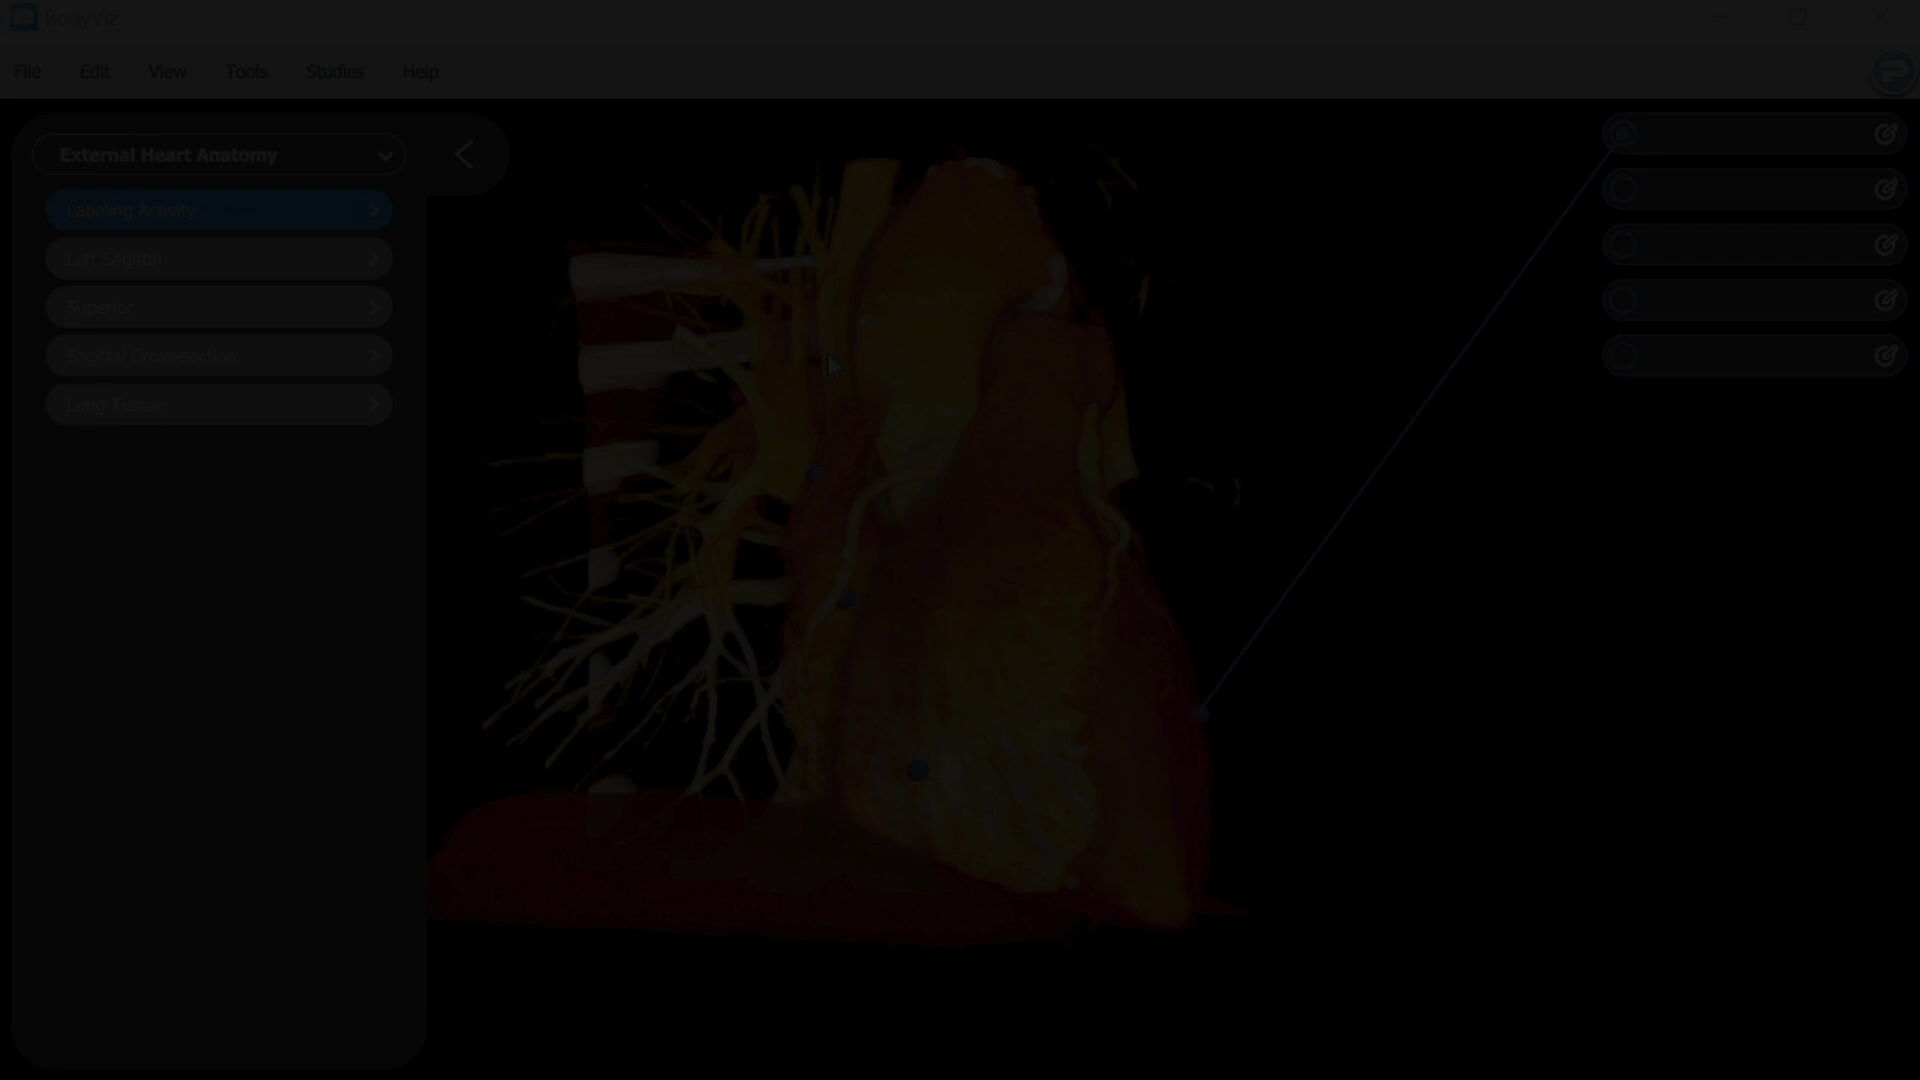 BodyViz
File Edit View Tools Studies Help
External Heart Anatomy
Labeling Activity
Left Sagittal
Superior
Sagittal Cross-section
Lung Tissue